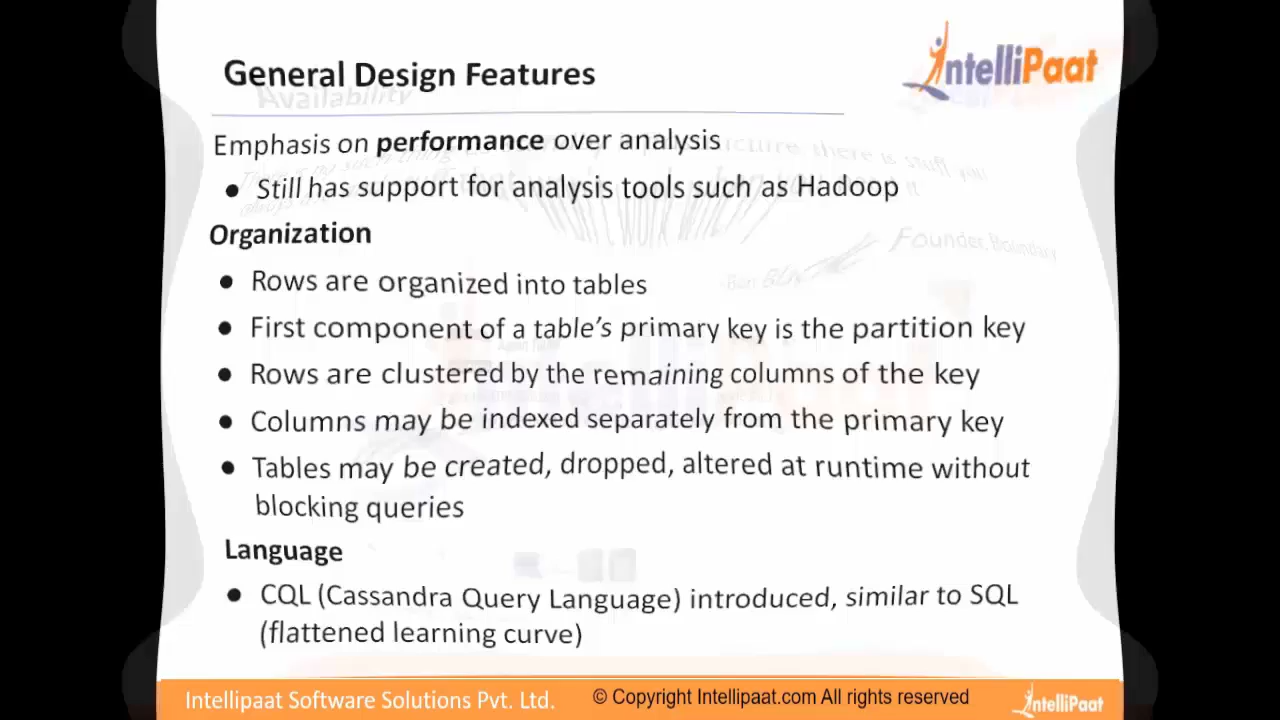 IntelliPaat
General Design Features
Availability
Emphasis on performance over analysis
● Still has support for analysis tools such as Hadoop
Founder, Boundary
Organization
● Rows are organized into tables
● First component of a table's primary key is the partition key
● Rows are clustered by the remaining columns of the key
● Columns may be indexed separately from the primary key
● Tables may be created, dropped, altered at runtime without
blocking queries
Language
● CQL (Cassandra Query Language) introduced, similar to SQL
(flattened learning curve)
Intellipaat Software Solutions Pvt. Ltd.
© Copyright Intellipaat.com All rights reserved
IntelliPaat